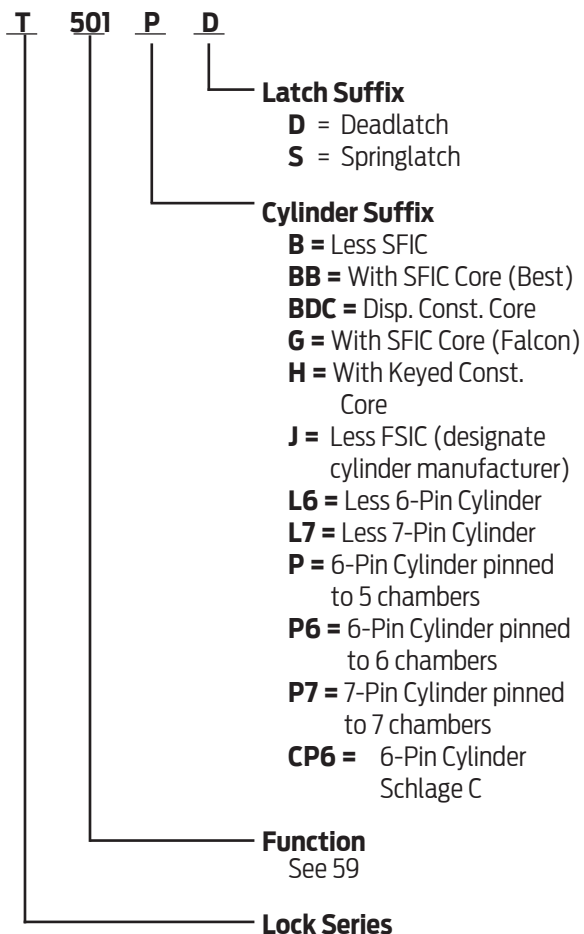 T 501 P D
Latch Suffix
D = Deadlatch
S = Springlatch
Cylinder Suffix
B = Less SFIC
BB = With SFIC Core (Best)
BDC = Disp. Const. Core
G = With SFIC Core (Falcon)
H = With Keyed Const.
Core
J = Less FSIC (designate
cylinder manufacturer)
L6 = Less 6-Pin Cylinder
L7 = Less 7-Pin Cylinder
P = 6-Pin Cylinder pinned
to 5 chambers
P6 = 6-Pin Cylinder pinned
to 6 chambers
P7 = 7-Pin Cylinder pinned
to 7 chambers
CP6 = 6-Pin Cylinder
Schlage C
Function
See 59
Lock Series